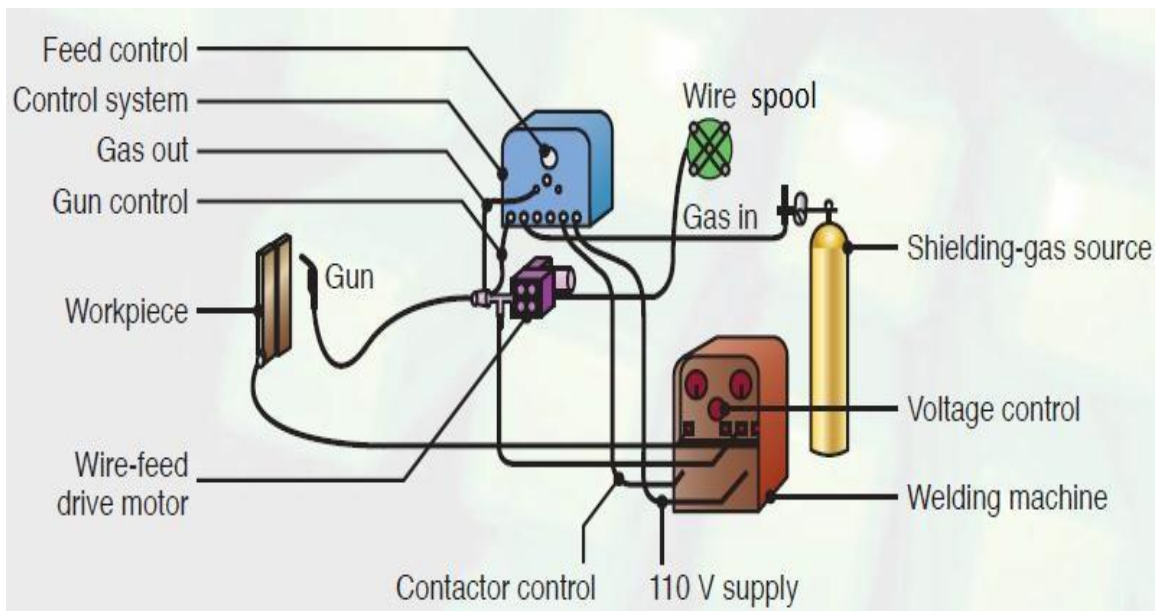 Feed control
Control system
Gas out
Gun control
Wire spool
Gas in
Shielding-gas source
Gun
Workpiece
Voltage control
Wire-feed
drive motor
Welding machine
Contactor control
110 V supply